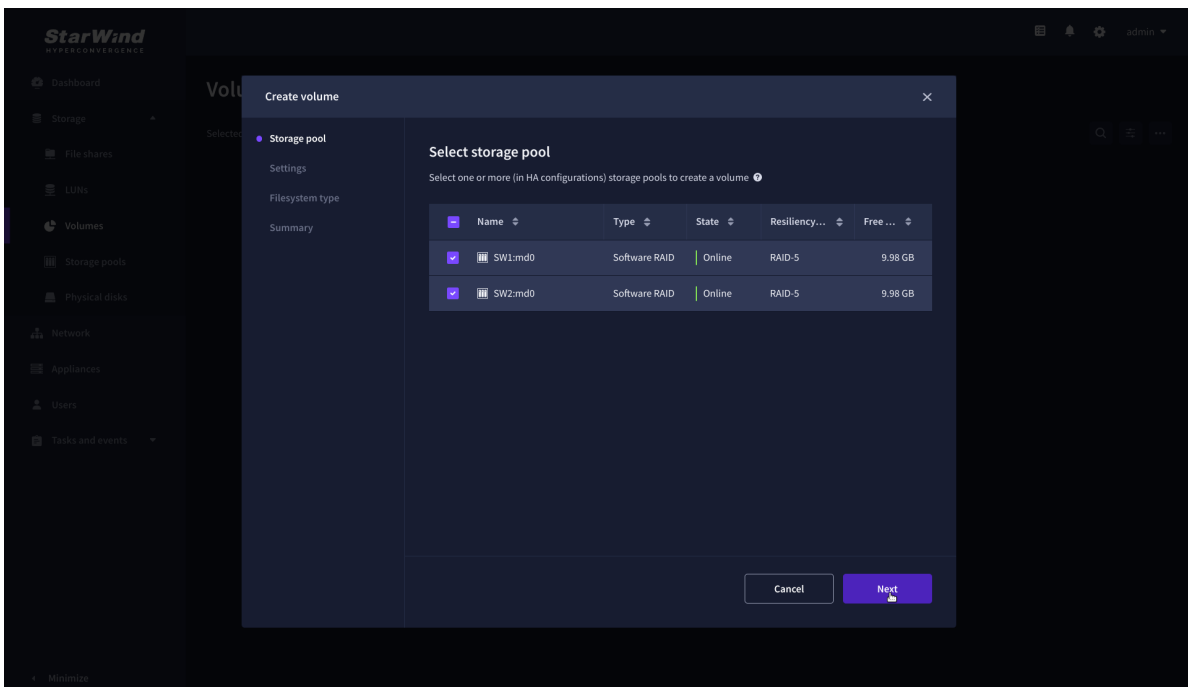 StarWind
HYPERCONVERGENCE
admin
Dashboard
Storage
File shares
LUNs
Volumes
Storage pools
Physical disks
Network
Appliances
Users
Tasks and events
Minimize
Volu
Selected
Create volume
Storage pool
Settings
Filesystem type
Summary
Select storage pool
Select one or more (in HA configurations) storage pools to create a volume
Name Type State Resiliency... Free ...
SW1:md0 Software RAID Online RAID-5 9.98 GB
SW2:md0 Software RAID Online RAID-5 9.98 GB
Cancel Next